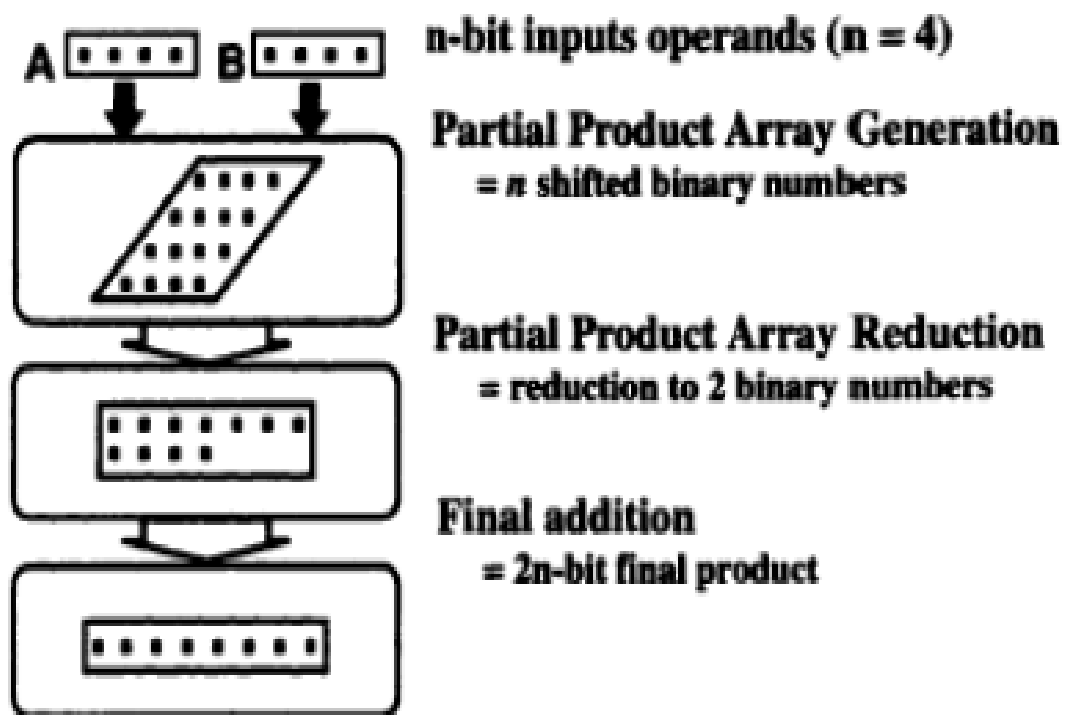 A B n-bit inputs operands (n = 4)
Partial Product Array Generation
= n shifted binary numbers
Partial Product Array Reduction
= reduction to 2 binary numbers
Final addition
= 2n-bit final product